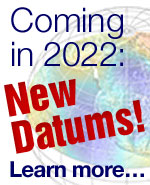 Coming
in 2022:
New
Datums!
Learn more...